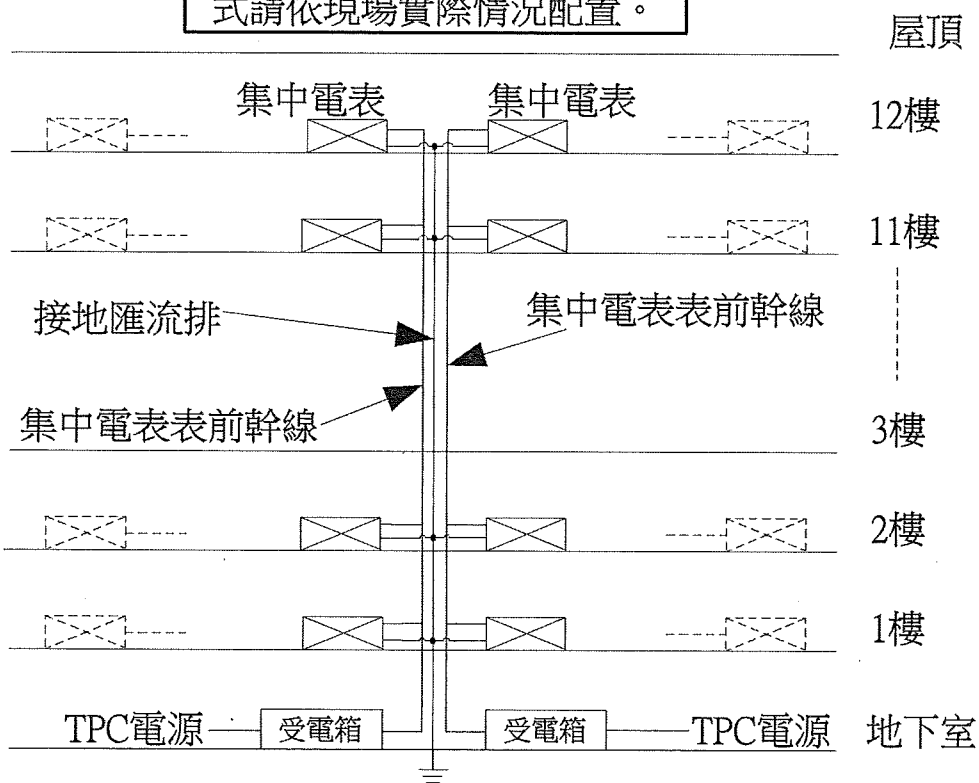 式請依現場實際情況配置。
屋頂
集中電表
集中電表
12樓
11樓
接地匯流排
集中電表表前幹線
集中電表表前幹線
3樓
2樓
1樓
TPC電源
受電箱
受電箱
TPC電源
地下室